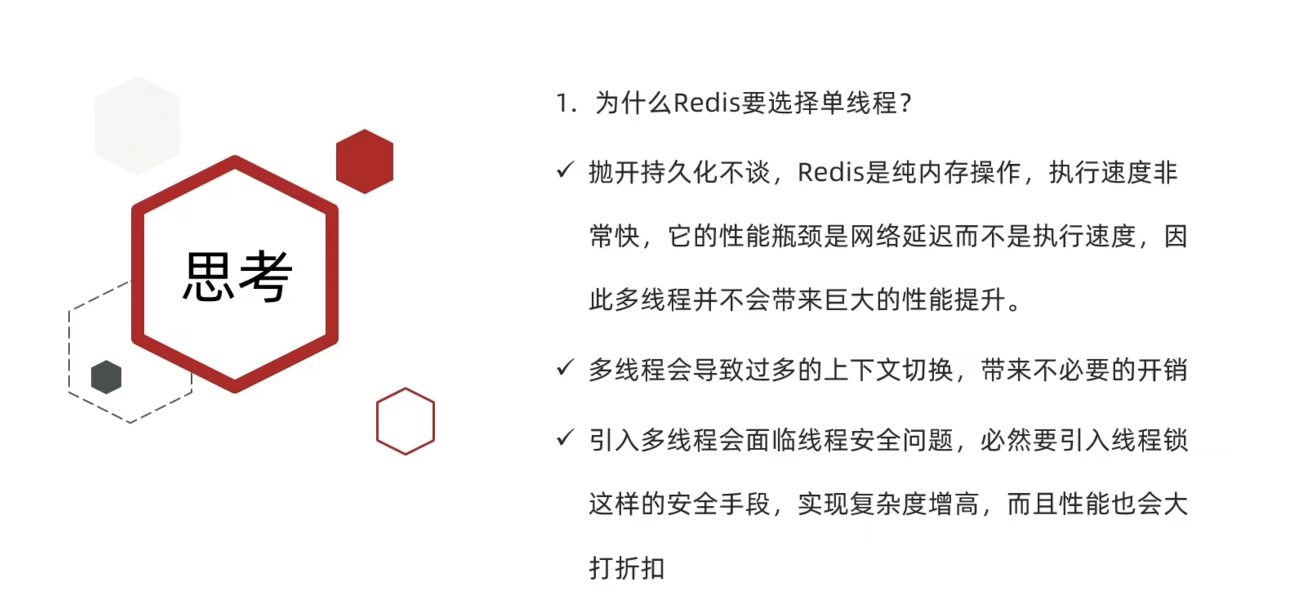 思考
1. 为什么Redis要选择单线程？
✓ 抛开持久化不谈，Redis是纯内存操作，执行速度非
常快，它的性能瓶颈是网络延迟而不是执行速度，因
此多线程并不会带来巨大的性能提升。
✓ 多线程会导致过多的上下文切换，带来不必要的开销
✓ 引入多线程会面临线程安全问题，必然要引入线程锁
这样的安全手段，实现复杂度增高，而且性能也会大
打折扣